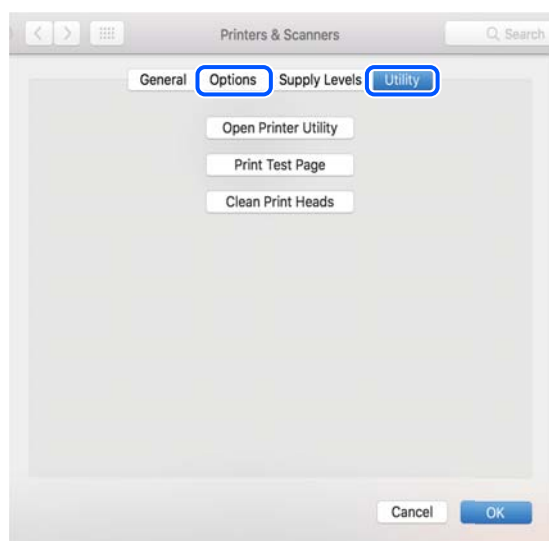 Printers & Scanners
Search
General Options Supply Levels Utility
Open Printer Utility
Print Test Page
Clean Print Heads
Cancel OK